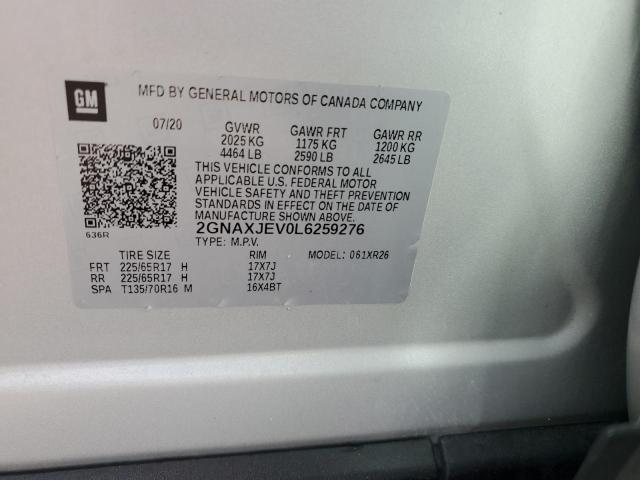 GM
MFD BY GENERAL MOTORS OF CANADA COMPANY
07/20 GVWR GAWR FRT GAWR RR
2025 KG 1175 KG 1200 KG
4464 LB 2590 LB 2645 LB
THIS VEHICLE CONFORMS TO ALL
APPLICABLE U.S. FEDERAL MOTOR
VEHICLE SAFETY AND THEFT PREVENTION
STANDARDS IN EFFECT ON THE DATE OF
MANUFACTURE SHOWN ABOVE.
636R 2GNAXJEV0L6259276
TYPE: M.P.V. MODEL: 061XR26
TIRE SIZE RIM
FRT 225/65R17 H 17X7J
RR 225/65R17 H 17X7J
SPA T135/70R16 M 16X4BT